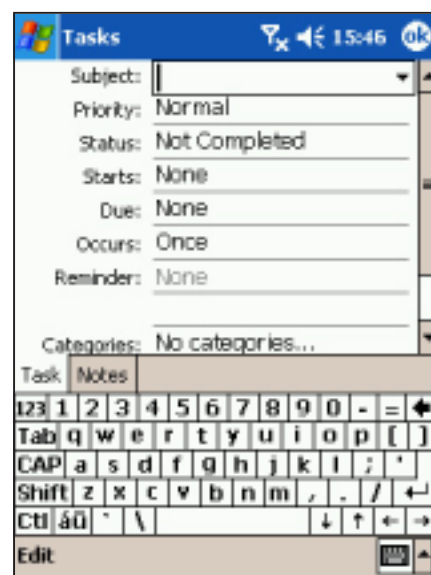 Tasks 15:46 ok
Subject:
Priority: Normal
Status: Not Completed
Starts: None
Due: None
Occurs: Once
Reminder: None
Categories: No categories...
Task Notes
123 1 2 3 4 5 6 7 8 9 0 - = ←
Tab q w e r t y u i o p [ ]
CAP a s d f g h j k l ; '
Shift z x c v b n m , . / ↵
Ctl áü ` \ ↓ ↑ ← →
Edit